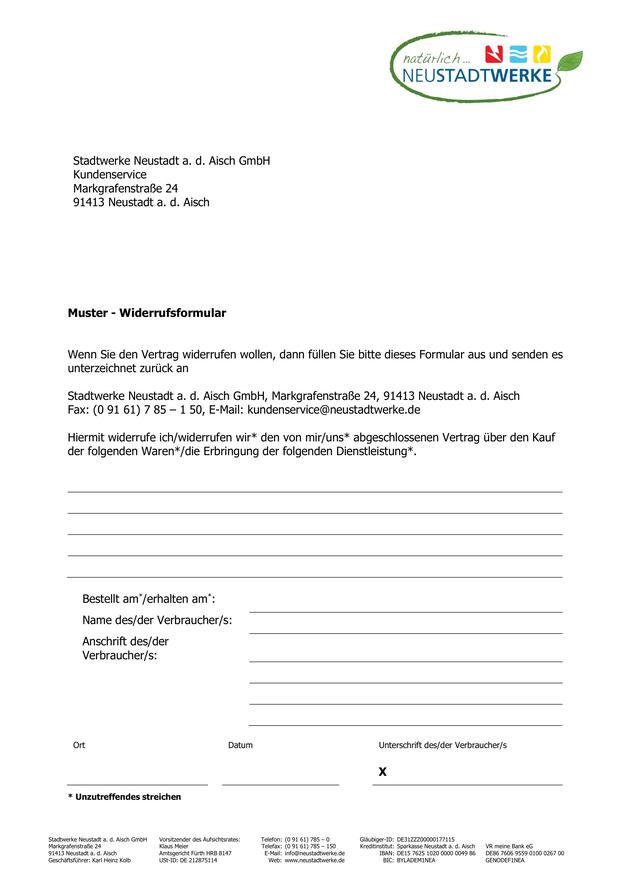 natürlich...
NEUSTADTWERKE
Stadtwerke Neustadt a. d. Aisch GmbH
Kundenservice
Markgrafenstraße 24
91413 Neustadt a. d. Aisch
Muster - Widerrufsformular
Wenn Sie den Vertrag widerrufen wollen, dann füllen Sie bitte dieses Formular aus und senden es
unterzeichnet zurück an
Stadtwerke Neustadt a. d. Aisch GmbH, Markgrafenstraße 24, 91413 Neustadt a. d. Aisch
Fax: (0 91 61) 7 85 – 1 50, E-Mail: kundenservice@neustadtwerke.de
Hiermit widerrufe ich/widerrufen wir* den von mir/uns* abgeschlossenen Vertrag über den Kauf
der folgenden Waren*/die Erbringung der folgenden Dienstleistung*.
Bestellt am*/erhalten am*:
Name des/der Verbraucher/s:
Anschrift des/der
Verbraucher/s:
Ort Datum Unterschrift des/der Verbraucher/s
X
* Unzutreffendes streichen
Stadtwerke Neustadt a. d. Aisch GmbH Vorsitzender des Aufsichtsrates: Telefon: (0 91 61) 785 – 0 Gläubiger-ID: DE31ZZZ00000177115
Markgrafenstraße 24 Klaus Meier Telefax: (0 91 61) 785 – 150 Kreditinstitut: Sparkasse Neustadt a. d. Aisch VR meine Bank eG
91413 Neustadt a. d. Aisch Amtsgericht Fürth HRB 8147 E-Mail: info@neustadtwerke.de IBAN: DE15 7625 1020 0000 0049 86 DE86 7606 9559 0100 0267 00
Geschäftsführer: Karl Heinz Kolb USt-ID: DE 212875114 Web: www.neustadtwerke.de BIC: BYLADEM1NEA GENODEF1NEA